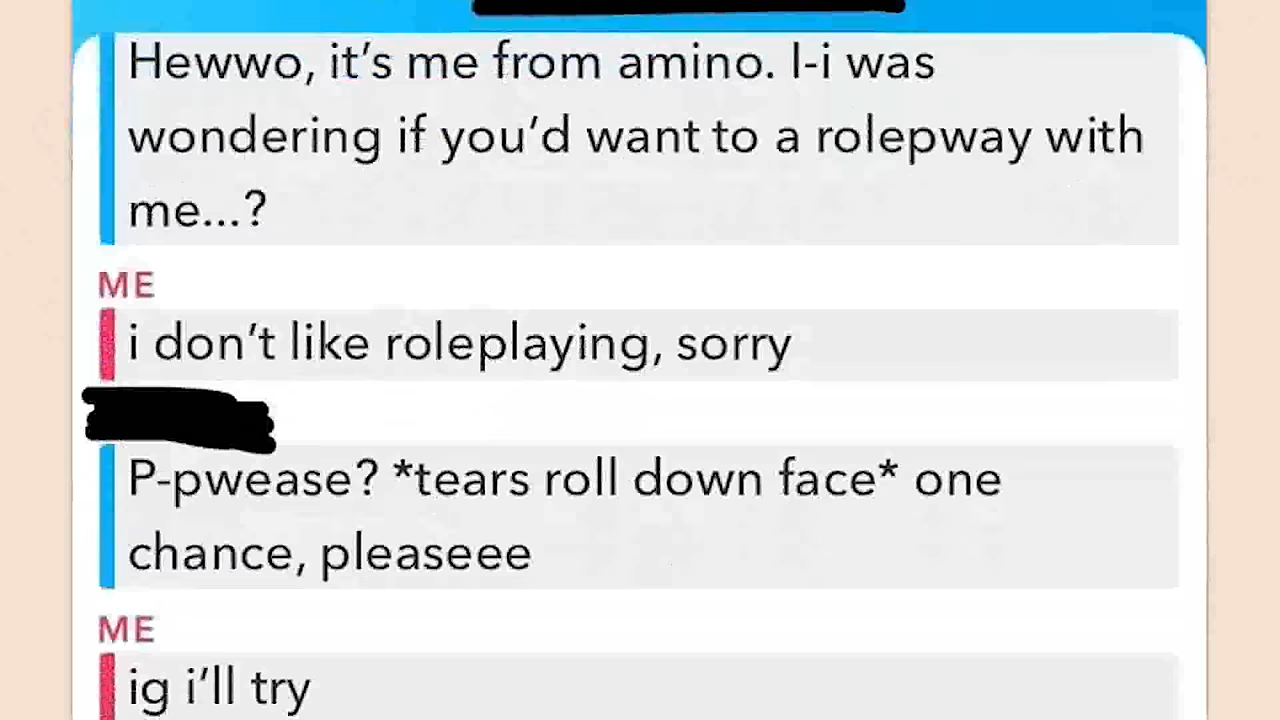 Hewwo, it's me from amino. I-i was
wondering if you'd want to a rolepway with
me...?
ME
i don't like roleplaying, sorry
P-pwease? *tears roll down face* one
chance, pleaseee
ME
ig i'll try